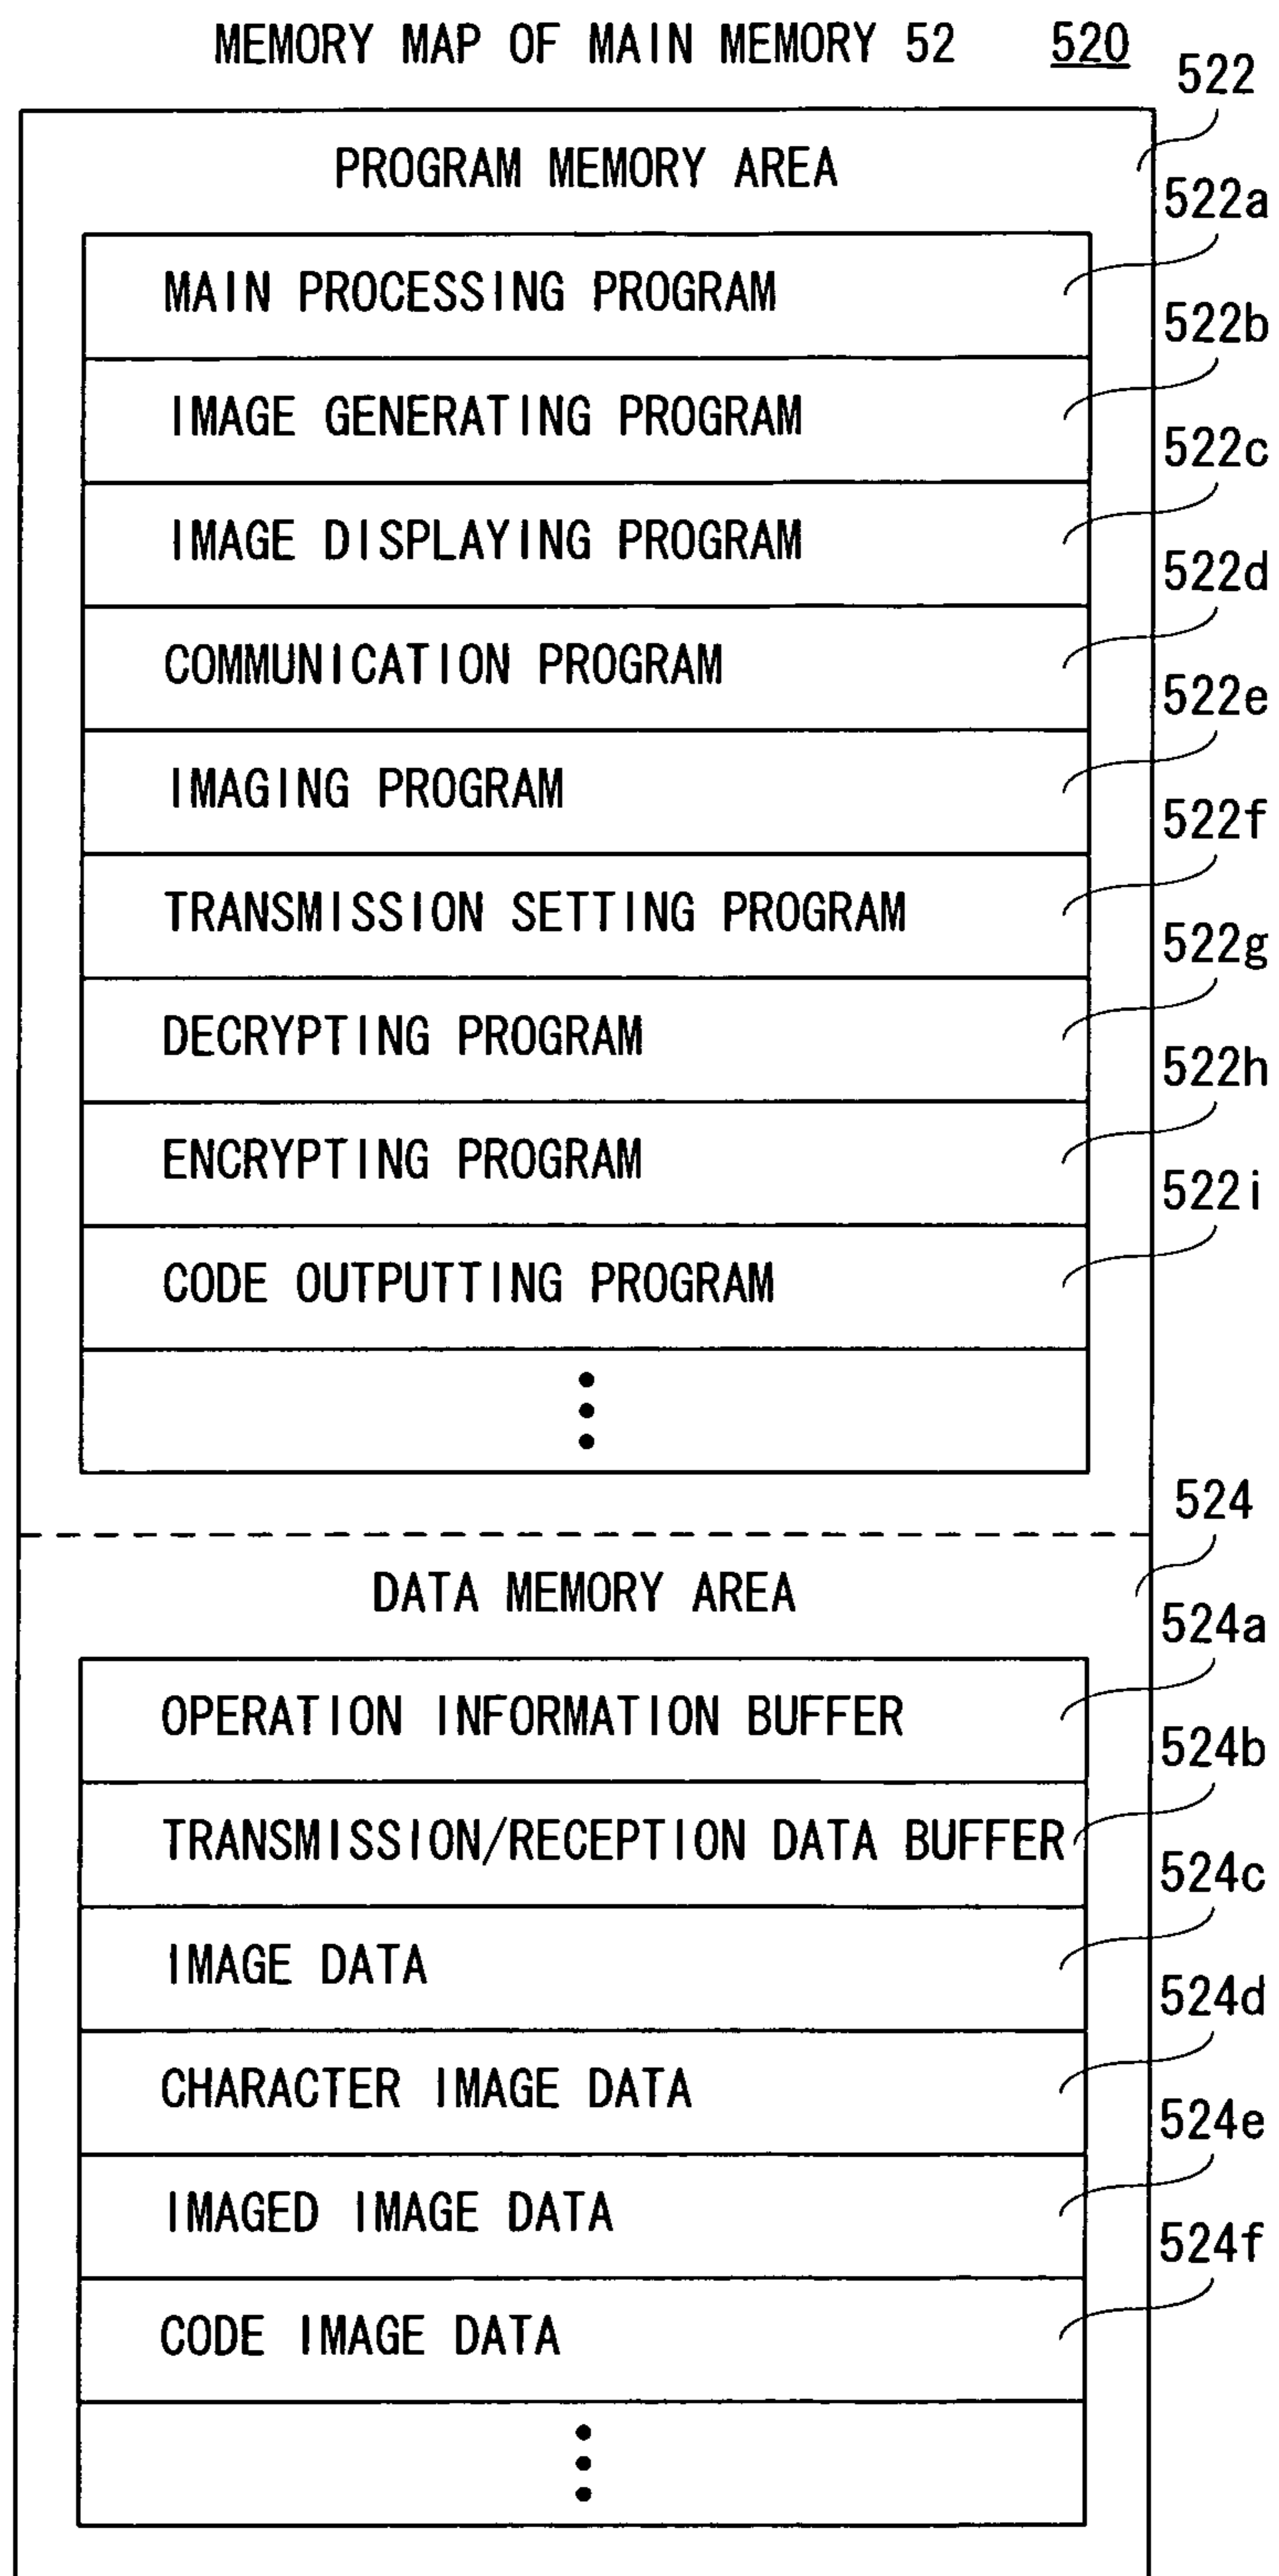 MEMORY MAP OF MAIN MEMORY 52 520
522
PROGRAM MEMORY AREA
522a
MAIN PROCESSING PROGRAM
522b
IMAGE GENERATING PROGRAM
522c
IMAGE DISPLAYING PROGRAM
522d
COMMUNICATION PROGRAM
522e
IMAGING PROGRAM
522f
TRANSMISSION SETTING PROGRAM
522g
DECRYPTING PROGRAM
522h
ENCRYPTING PROGRAM
522i
CODE OUTPUTTING PROGRAM
524
DATA MEMORY AREA
524a
OPERATION INFORMATION BUFFER
524b
TRANSMISSION/RECEPTION DATA BUFFER
524c
IMAGE DATA
524d
CHARACTER IMAGE DATA
524e
IMAGED IMAGE DATA
524f
CODE IMAGE DATA